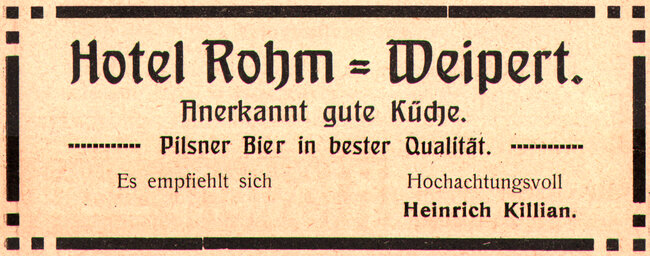 Hotel Rohm = Weipert.
Anerkannt gute Küche.
Pilsner Bier in bester Qualität.
Es empfiehlt sich Hochachtungsvoll
Heinrich Killian.